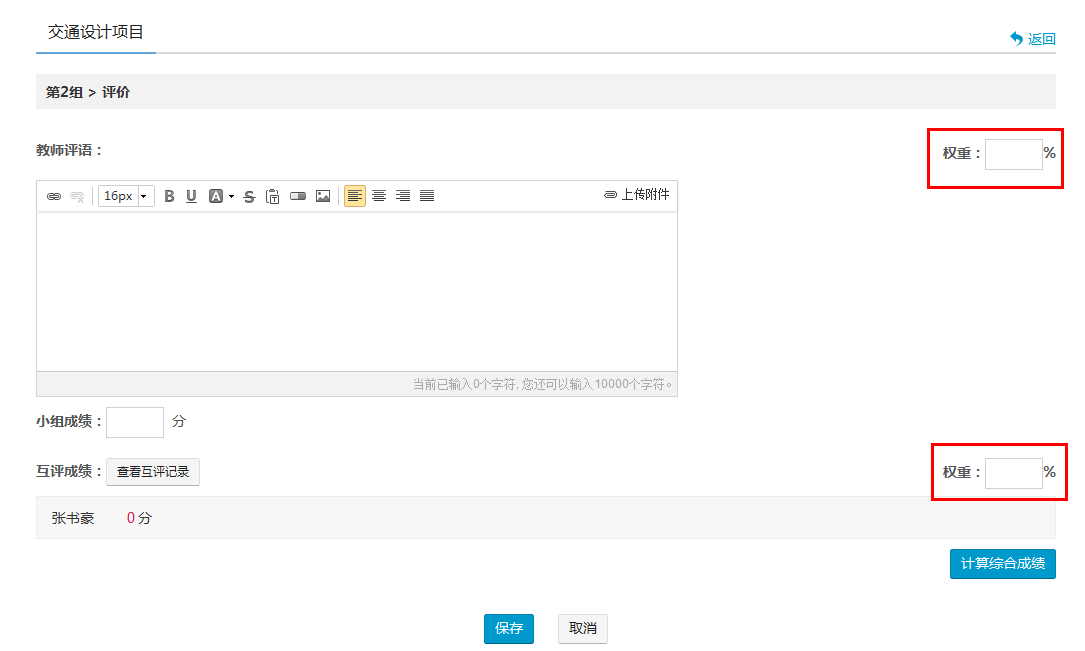 交通设计项目
返回
第2组 > 评价
教师评语：
权重： %
16px B U A S 上传附件
当前已输入0个字符, 您还可以输入10000个字符。
小组成绩： 分
互评成绩： 查看互评记录
权重： %
张书豪 0 分
计算综合成绩
保存 取消